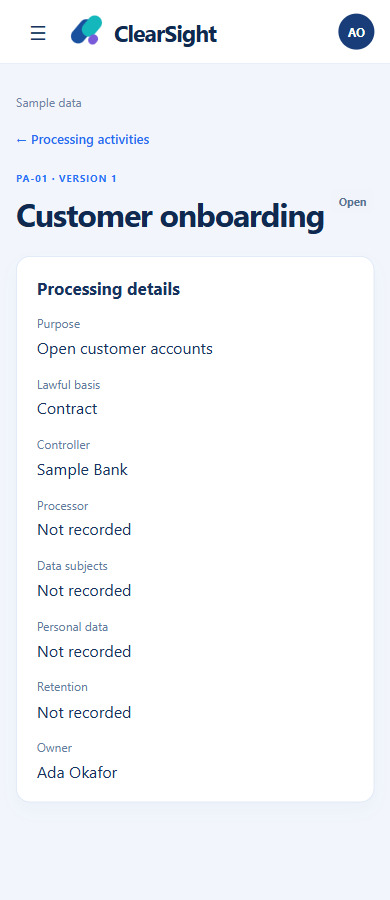 ☰ ClearSight AO
Sample data
← Processing activities
PA-01 · VERSION 1
Customer onboarding Open
Processing details
Purpose
Open customer accounts
Lawful basis
Contract
Controller
Sample Bank
Processor
Not recorded
Data subjects
Not recorded
Personal data
Not recorded
Retention
Not recorded
Owner
Ada Okafor